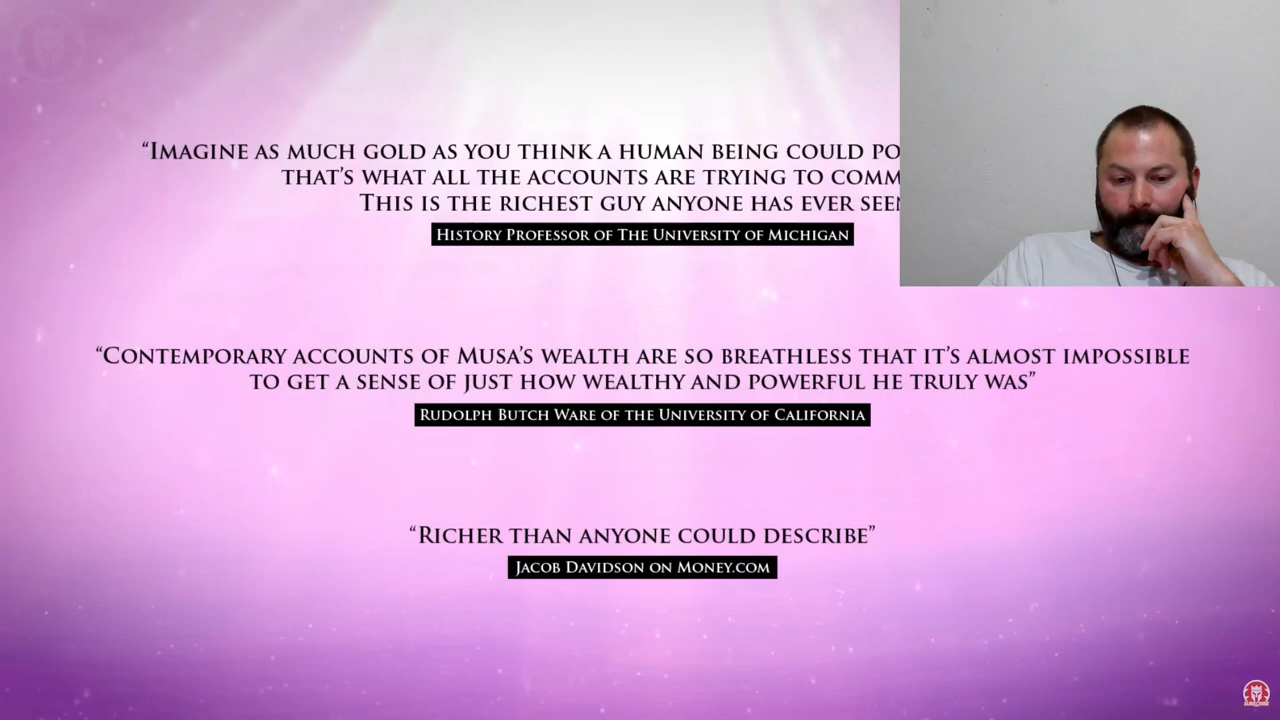 “Imagine as much gold as you think a human being could
that’s what all the accounts are trying to
This is the richest guy anyone has ever
History Professor of The University of Michigan
“Contemporary accounts of Musa’s wealth are so breathless that it’s almost impossible
to get a sense of just how wealthy and powerful he truly was”
Rudolph Butch Ware of the University of California
“Richer than anyone could describe”
Jacob Davidson on Money.com